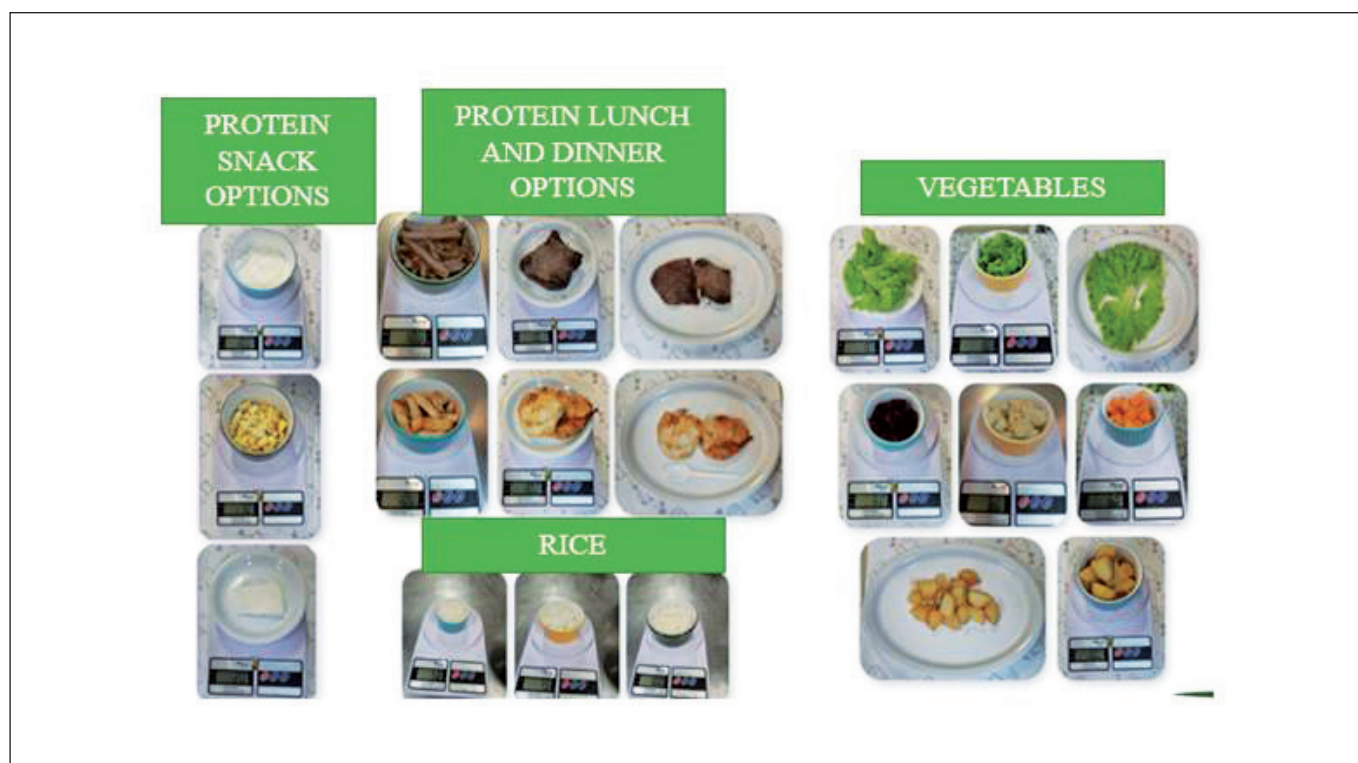 PROTEIN
SNACK
OPTIONS
PROTEIN LUNCH
AND DINNER
OPTIONS
VEGETABLES
RICE